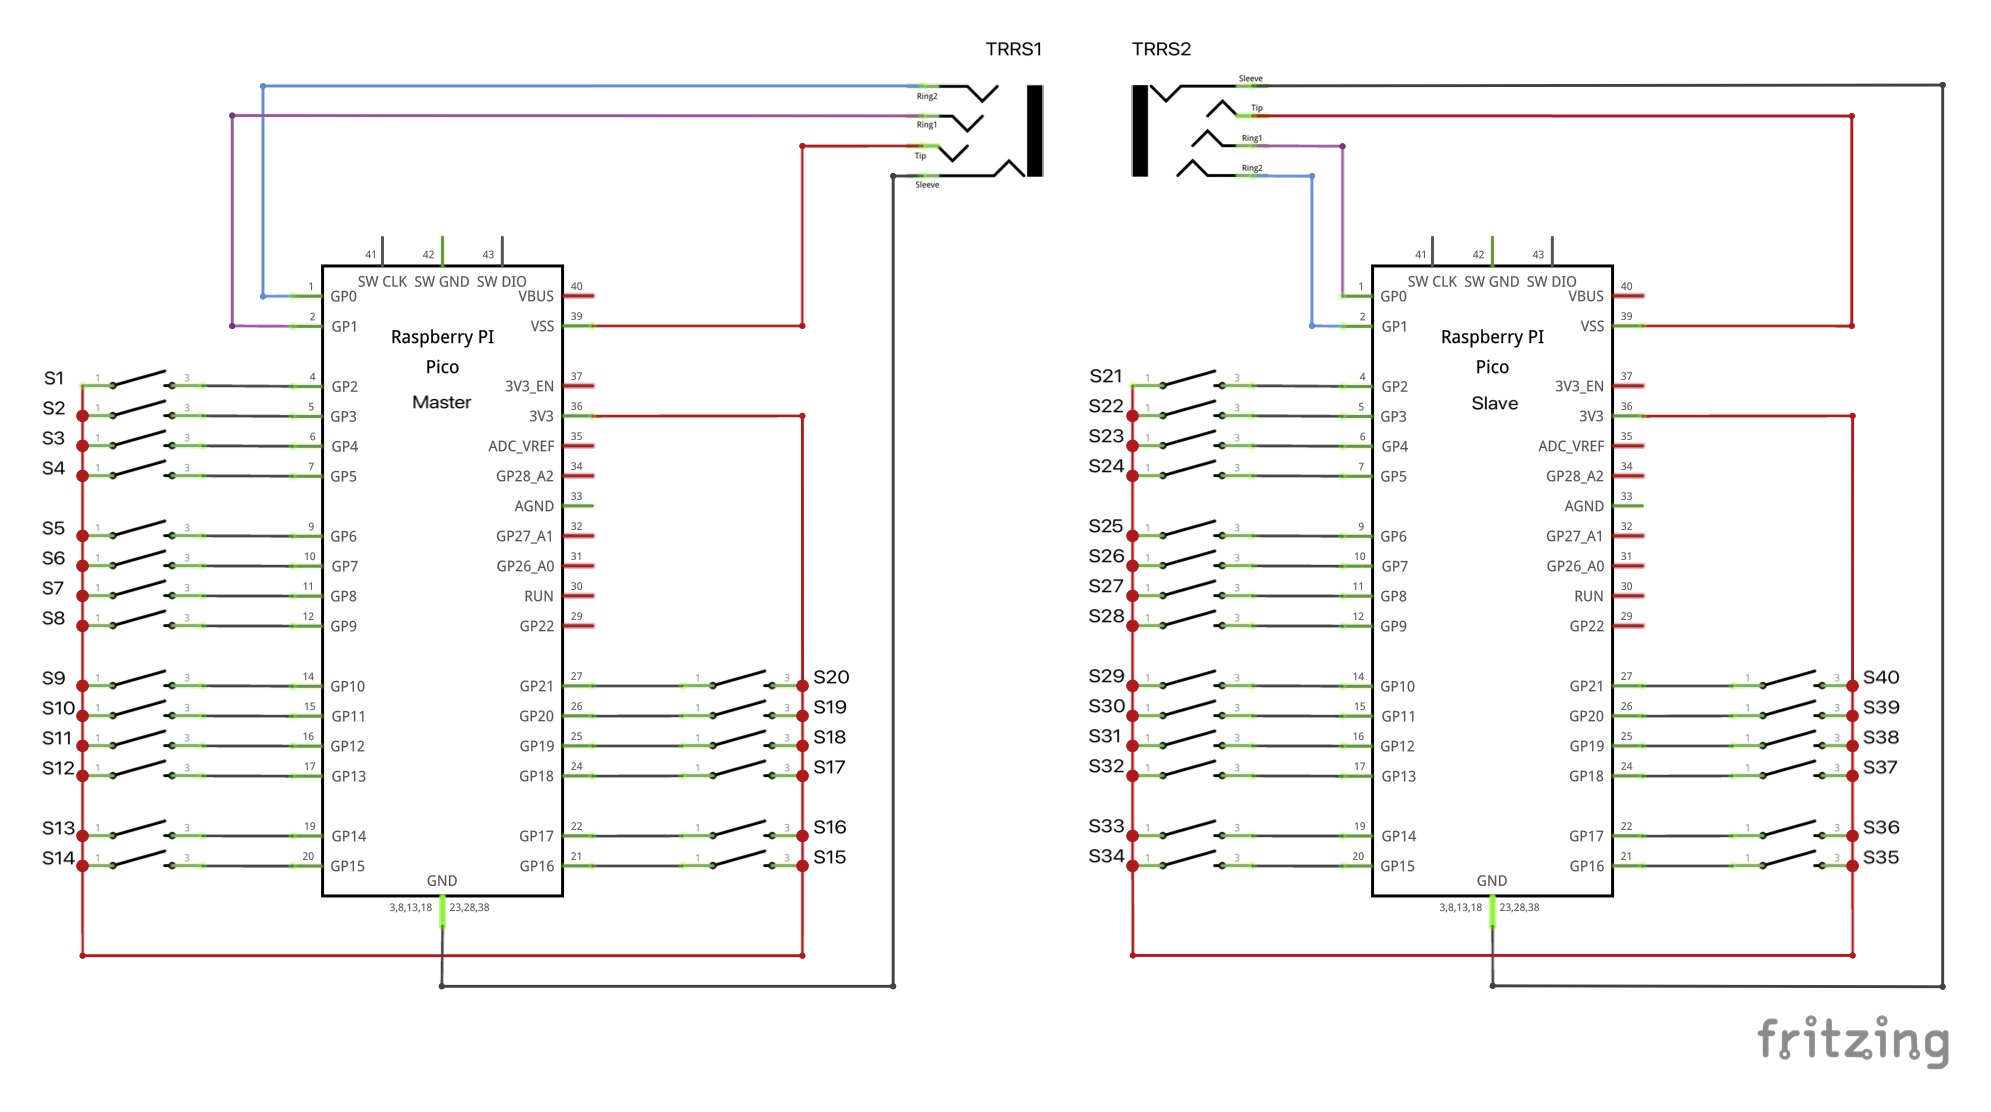 TRRS1
TRRS2
Ring2
Ring1
Tip
Sleeve
Sleeve
Tip
Ring1
Ring2
41 42 43
SW CLK SW GND SW DIO
1 GP0
2 GP1
VBUS 40
VSS 39
Raspberry PI
Pico
Master
S1 1 3 4 GP2
S2 1 3 5 GP3
S3 1 3 6 GP4
S4 1 3 7 GP5
S5 1 3 9 GP6
S6 1 3 10 GP7
S7 1 3 11 GP8
S8 1 3 12 GP9
S9 1 3 14 GP10
S10 1 3 15 GP11
S11 1 3 16 GP12
S12 1 3 17 GP13
S13 1 3 19 GP14
S14 1 3 20 GP15
3V3_EN 37
3V3 36
ADC_VREF 35
GP28_A2 34
AGND 33
GP27_A1 32
GP26_A0 31
RUN 30
GP22 29
GP21 27 1 3 S20
GP20 26 1 3 S19
GP19 25 1 3 S18
GP18 24 1 3 S17
GP17 22 1 3 S16
GP16 21 1 3 S15
GND
3,8,13,18 23,28,38
41 42 43
SW CLK SW GND SW DIO
1 GP0
2 GP1
VBUS 40
VSS 39
Raspberry PI
Pico
Slave
S21 1 3 4 GP2
S22 1 3 5 GP3
S23 1 3 6 GP4
S24 1 3 7 GP5
S25 1 3 9 GP6
S26 1 3 10 GP7
S27 1 3 11 GP8
S28 1 3 12 GP9
S29 1 3 14 GP10
S30 1 3 15 GP11
S31 1 3 16 GP12
S32 1 3 17 GP13
S33 1 3 19 GP14
S34 1 3 20 GP15
3V3_EN 37
3V3 36
ADC_VREF 35
GP28_A2 34
AGND 33
GP27_A1 32
GP26_A0 31
RUN 30
GP22 29
GP21 27 1 3 S40
GP20 26 1 3 S39
GP19 25 1 3 S38
GP18 24 1 3 S37
GP17 22 1 3 S36
GP16 21 1 3 S35
GND
3,8,13,18 23,28,38
fritzing